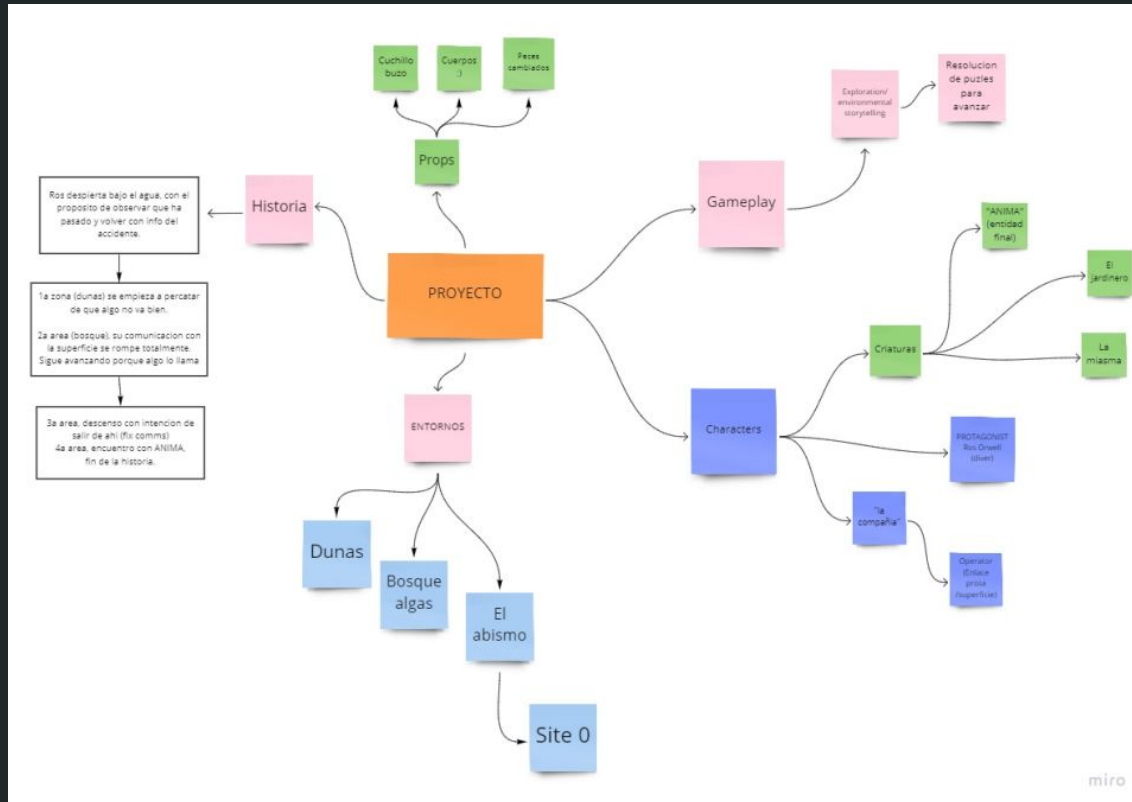 Cuchillo
buzo
Cuerpos
:)
Peces
cambiados
Props
Historia
Ros despierta bajo el agua, con el
proposito de observar que ha
pasado y volver con info del
accidente.
1a zona (dunas) se empieza a percatar
de que algo no va bien.
2a area (bosque), su comunicacion con
la superficie se rompe totalmente.
Sigue avanzando porque algo lo llama
3a area, descenso con intencion de
salir de ahi (fix comms)
4a area, encuentro con ANIMA,
fin de la historia.
PROYECTO
ENTORNOS
Dunas
Bosque
algas
El
abismo
Site 0
Gameplay
Exploration/
environmental
storytelling
Resolucion
de puzles
para
avanzar
Characters
Criaturas
"ANIMA"
(entidad
final)
El
jardinero
La
miasma
PROTAGONIST
Ros Orwell
(diver)
"la
compañia"
Operator
(Enlace
prota
/superficie)
miro